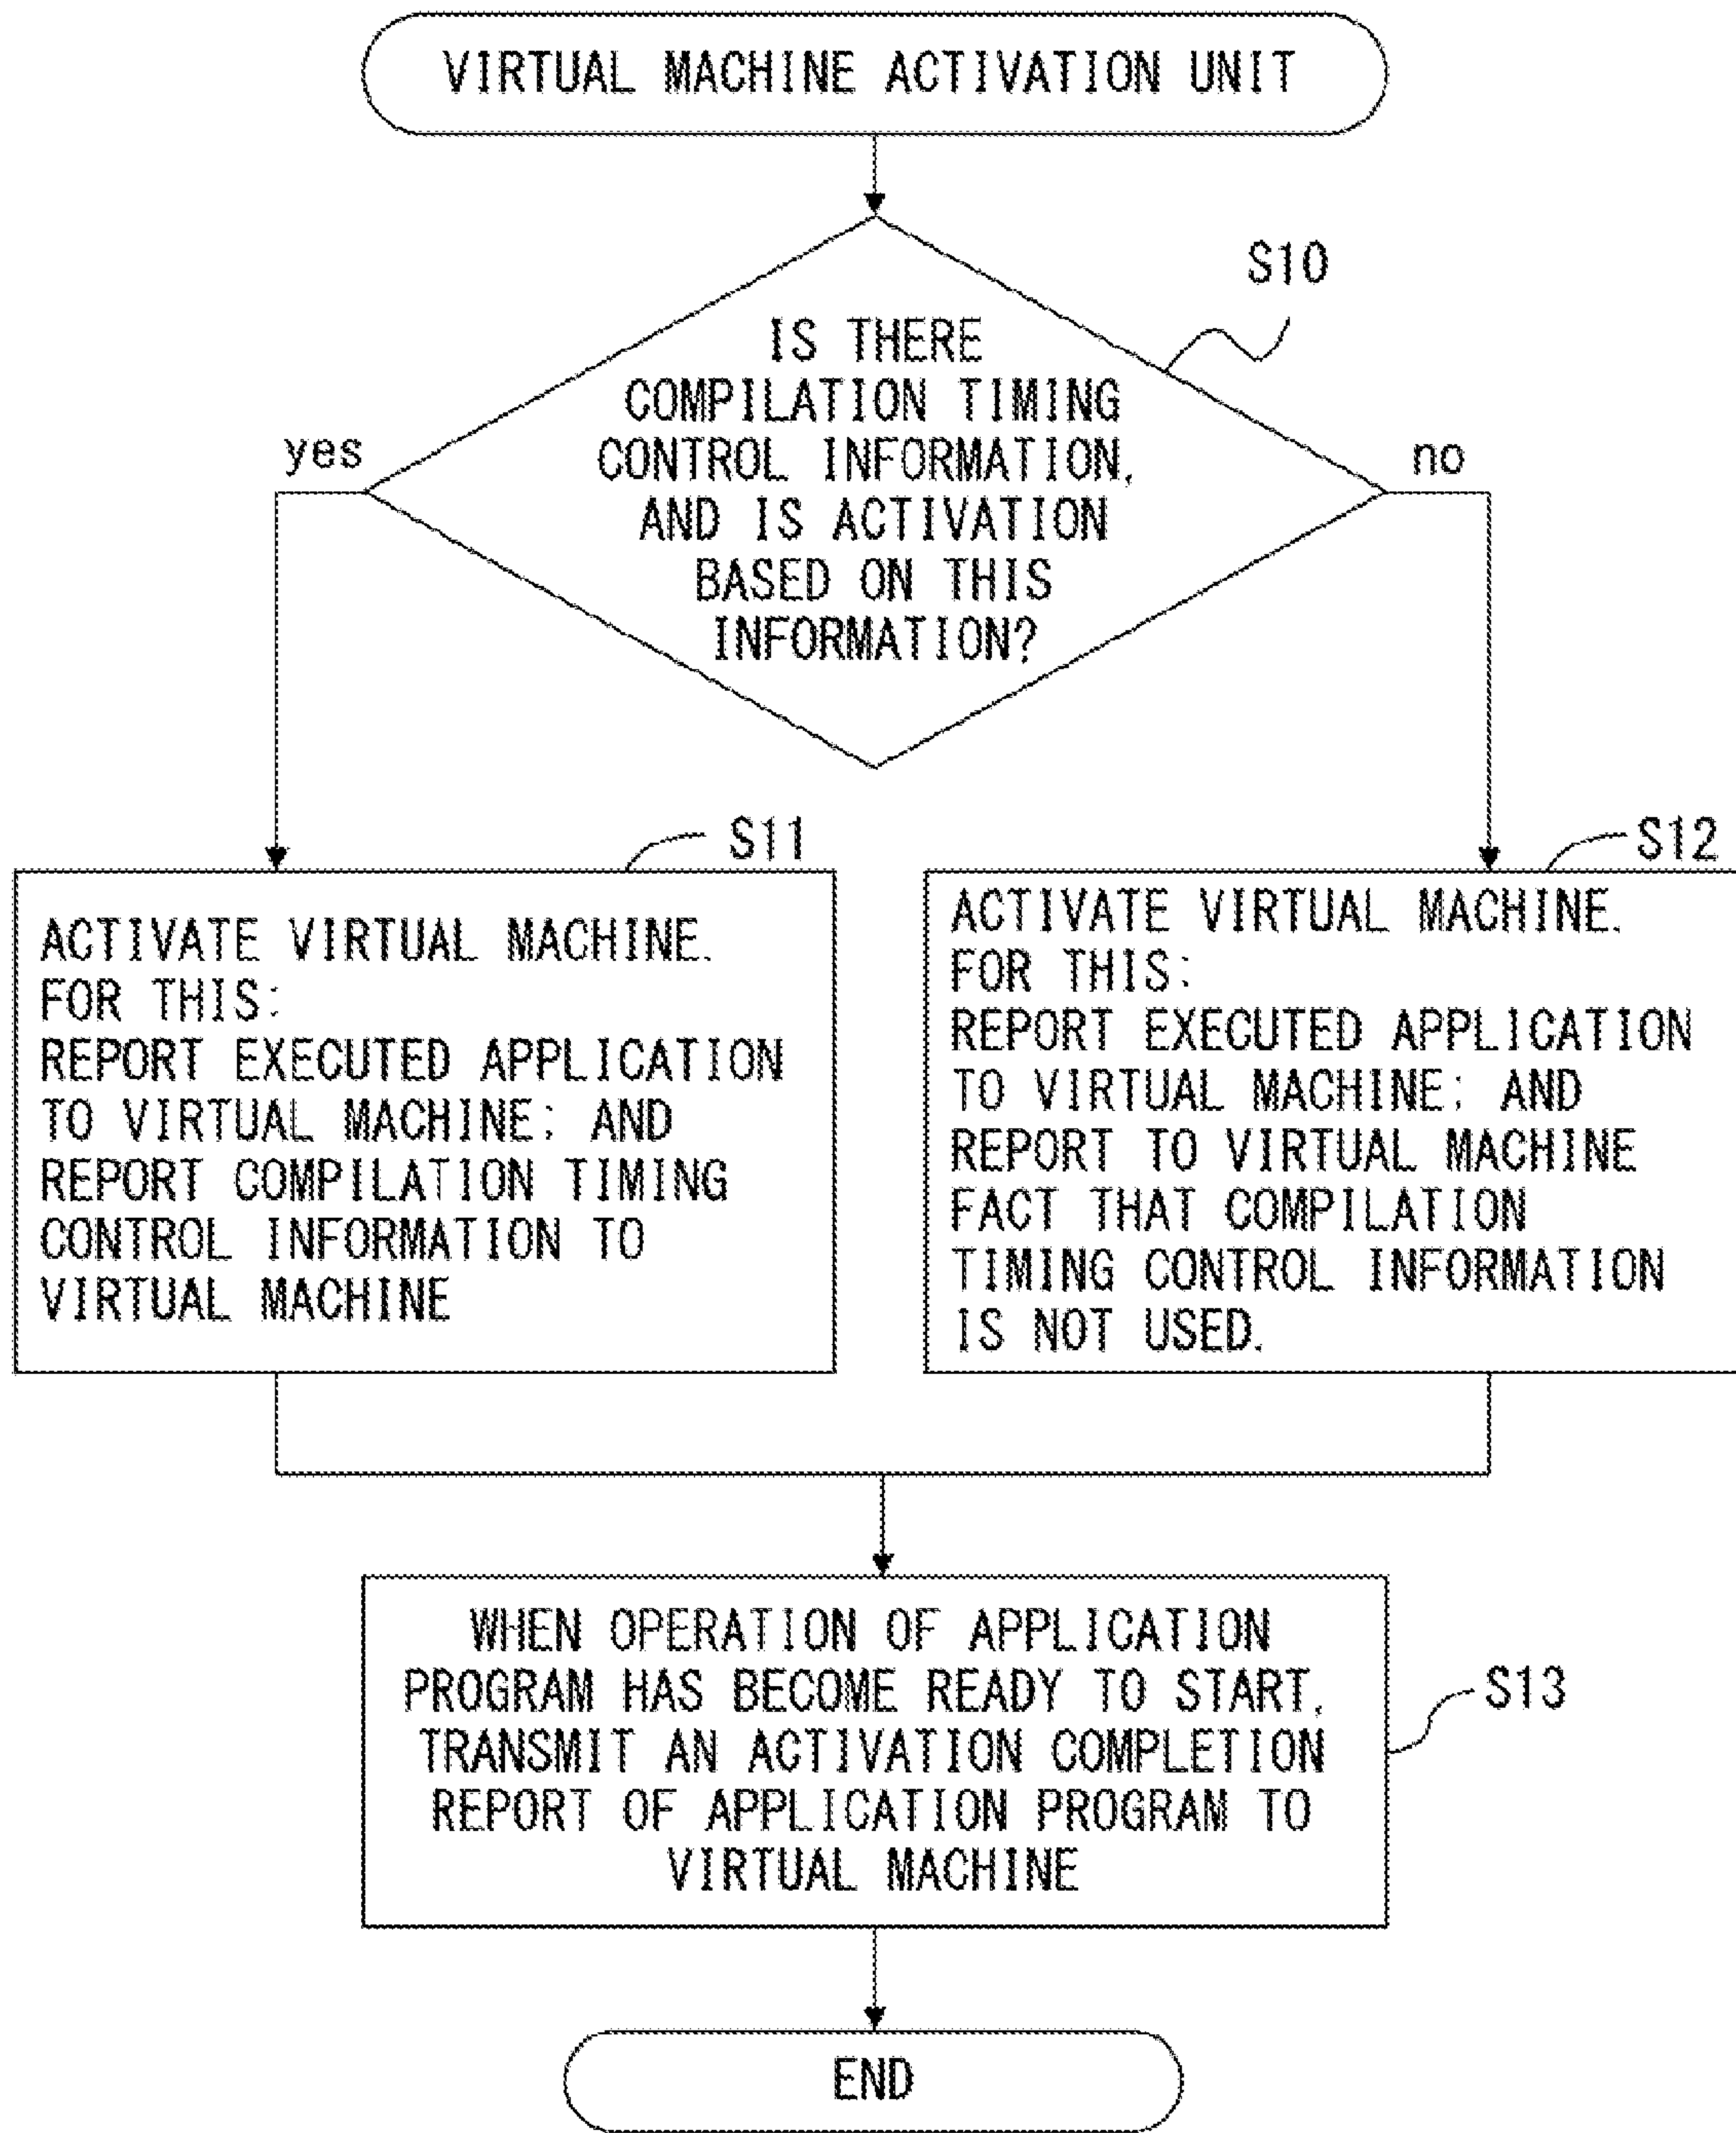 VIRTUAL MACHINE ACTIVATION UNIT
S10
IS THERE
COMPILATION TIMING
CONTROL INFORMATION,
AND IS ACTIVATION
BASED ON THIS
INFORMATION?
yes
no
S11
ACTIVATE VIRTUAL MACHINE.
FOR THIS:
REPORT EXECUTED APPLICATION
TO VIRTUAL MACHINE; AND
REPORT COMPILATION TIMING
CONTROL INFORMATION TO
VIRTUAL MACHINE
S12
ACTIVATE VIRTUAL MACHINE.
FOR THIS:
REPORT EXECUTED APPLICATION
TO VIRTUAL MACHINE; AND
REPORT TO VIRTUAL MACHINE
FACT THAT COMPILATION
TIMING CONTROL INFORMATION
IS NOT USED.
WHEN OPERATION OF APPLICATION
PROGRAM HAS BECOME READY TO START,
TRANSMIT AN ACTIVATION COMPLETION
REPORT OF APPLICATION PROGRAM TO
VIRTUAL MACHINE
S13
END